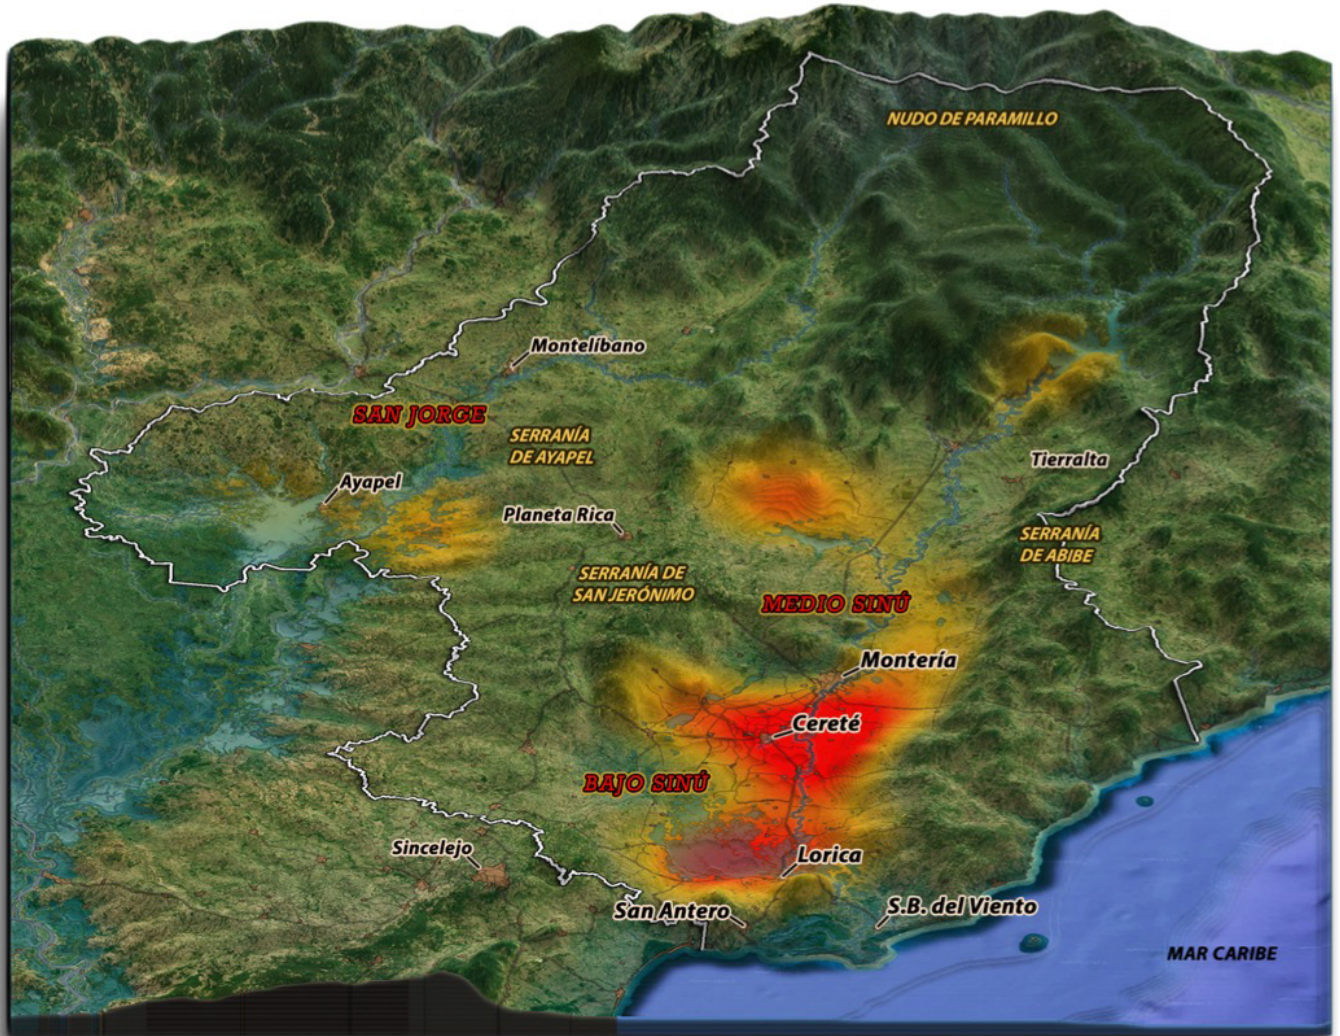 NUDO DE PARAMILLO
Montelíbano
SAN JORGE
SERRANÍA
DE AYAPEL
Tierralta
Ayapel
Planeta Rica
SERRANÍA
DE ABIBE
SERRANÍA DE
SAN JERÓNIMO
MEDIO SINÚ
Montería
Cereté
BAJO SINÚ
Sincelejo
Lorica
San Antero
S.B. del Viento
MAR CARIBE